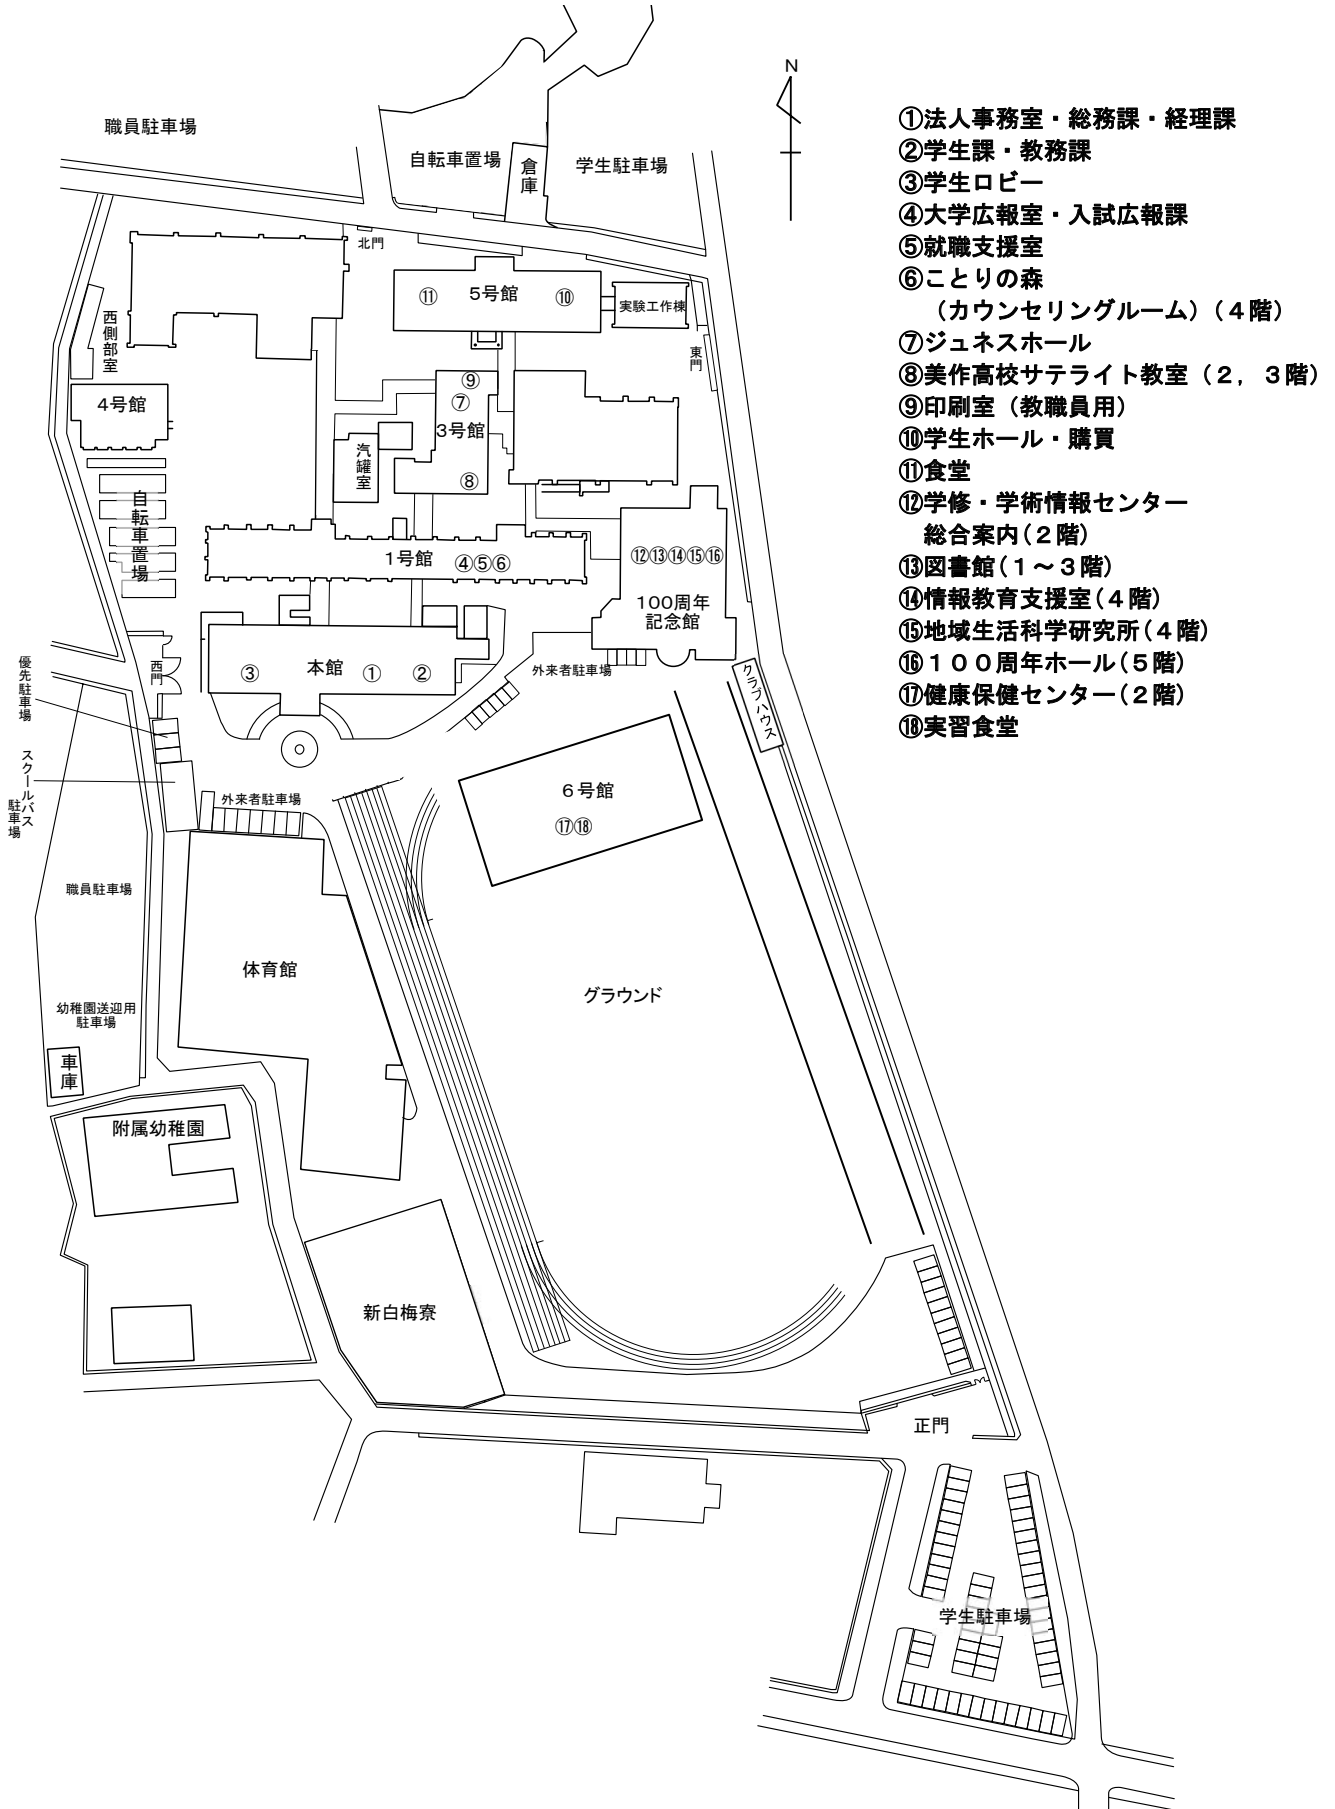 N
①法人事務室・総務課・経理課
②学生課・教務課
③学生ロビー
④大学広報室・入試広報課
⑤就職支援室
⑥ことりの森
（カウンセリングルーム）（４階）
⑦ジュネスホール
⑧美作高校サテライト教室（２，３階）
⑨印刷室（教職員用）
⑩学生ホール・購買
⑪食堂
⑫学修・学術情報センター
総合案内（２階）
⑬図書館（１～３階）
⑭情報教育支援室（４階）
⑮地域生活科学研究所（４階）
⑯１００周年ホール（５階）
⑰健康保健センター（２階）
⑱実習食堂
職員駐車場
自転車置場
倉庫
学生駐車場
北門
⑪ 5号館 ⑩
実験工作棟
西側部室
東門
4号館
⑨
⑦
3号館
⑧
汽罐室
自転車置場
1号館 ④⑤⑥
⑫⑬⑭⑮⑯
100周年
記念館
西門
③ 本館 ① ②
外来者駐車場
クラブハウス
優先駐車場
スクールバス
駐車場
外来者駐車場
６号館
⑰⑱
職員駐車場
体育館
グラウンド
幼稚園送迎用
駐車場
車庫
附属幼稚園
新白梅寮
正門
学生駐車場